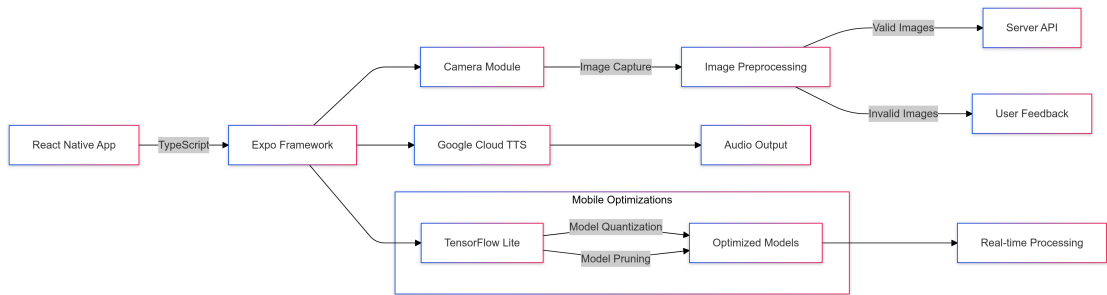 React Native App
TypeScript
Expo Framework
Camera Module
Image Capture
Image Preprocessing
Valid Images
Server API
Invalid Images
User Feedback
Google Cloud TTS
Audio Output
Mobile Optimizations
TensorFlow Lite
Model Quantization
Model Pruning
Optimized Models
Real-time Processing